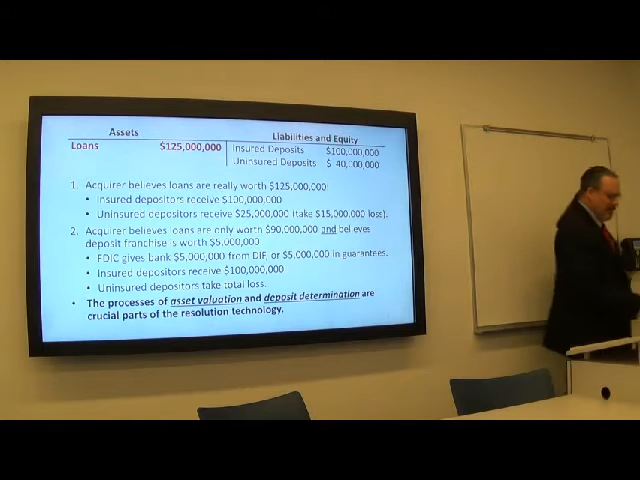 Assets Liabilities and Equity
Loans $125,000,000 Insured Deposits $100,000,000
Uninsured Deposits $ 40,000,000
1. Acquirer believes loans are really worth $125,000,000:
• Insured depositors receive $100,000,000
• Uninsured depositors receive $25,000,000 (take $15,000,000 loss).
2. Acquirer believes loans are only worth $90,000,000 and believes
deposit franchise is worth $5,000,000
• FDIC gives bank $5,000,000 from DIF, or $5,000,000 in guarantees.
• Insured depositors receive $100,000,000
• Uninsured depositors take total loss.
• The processes of asset valuation and deposit determination are
crucial parts of the resolution technology.